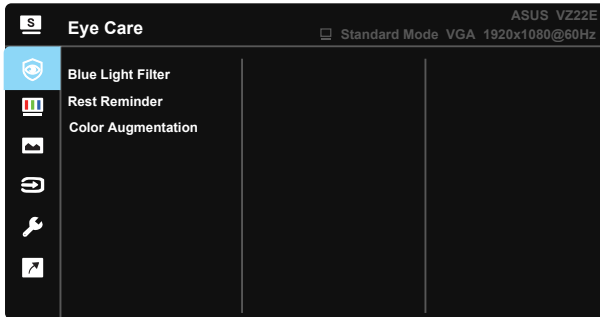 S
Eye Care
ASUS VZ22E
Standard Mode VGA 1920x1080@60Hz
Blue Light Filter
Rest Reminder
Color Augmentation